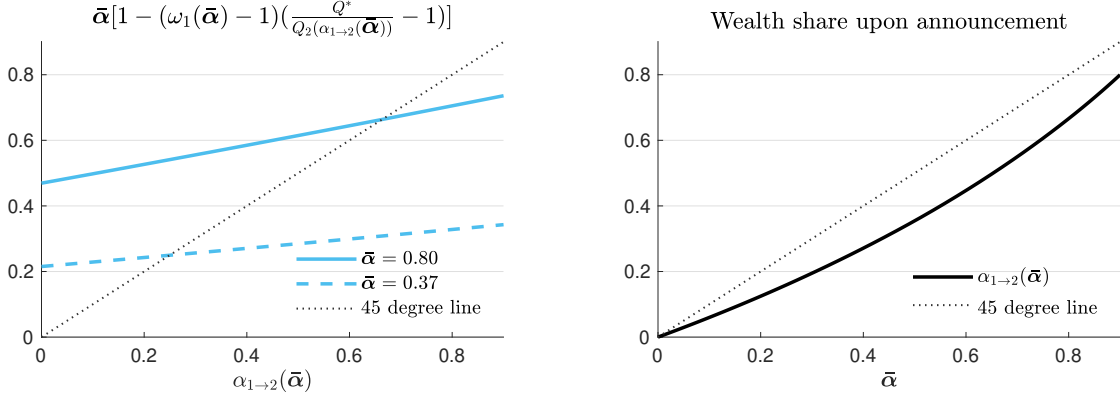 ᾱ[1 − (ω₁(ᾱ) − 1)(Q*/Q₂(α₁→₂(ᾱ)) − 1)]
0.8
0.6
0.4
0.2
0
0 0.2 0.4 0.6 0.8
α₁→₂(ᾱ)
ᾱ = 0.80
ᾱ = 0.37
45 degree line
Wealth share upon announcement
0.8
0.6
0.4
0.2
0
0 0.2 0.4 0.6 0.8
ᾱ
α₁→₂(ᾱ)
45 degree line